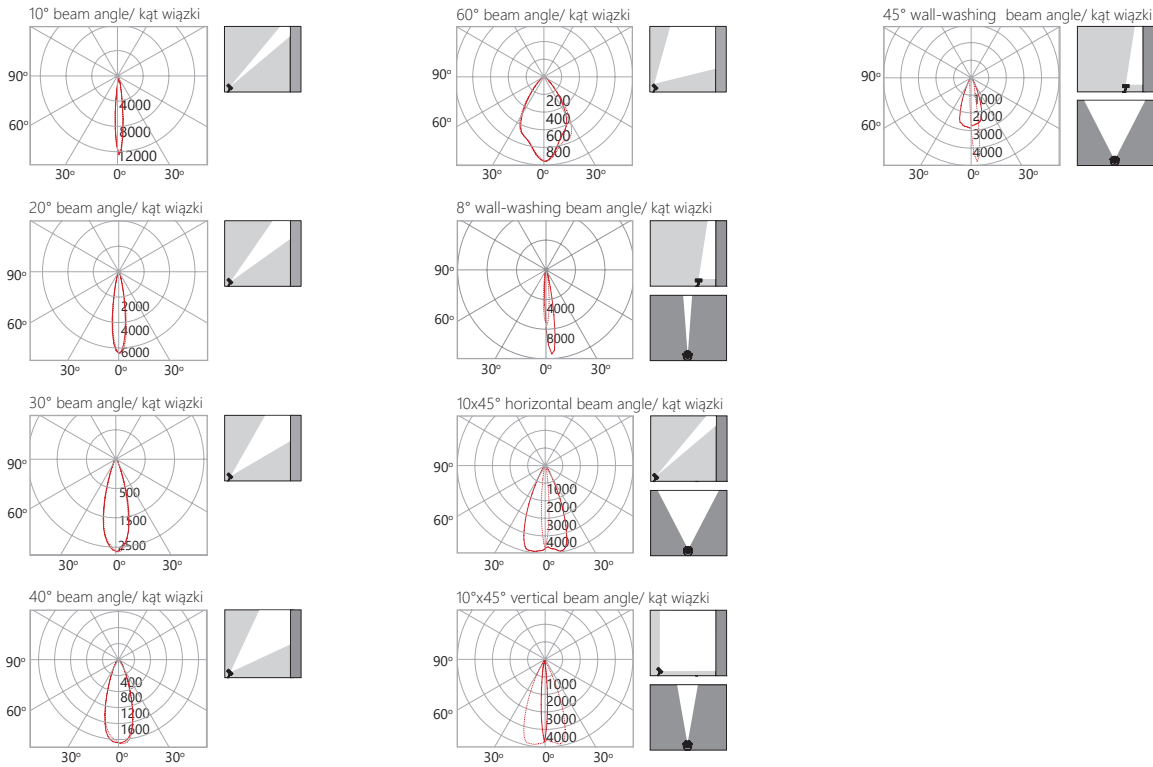 10° beam angle/ kąt wiązki
90°
60°
4000
8000
12000
30° 0° 30°
20° beam angle/ kąt wiązki
90°
60°
2000
4000
6000
30° 0° 30°
30° beam angle/ kąt wiązki
90°
60°
500
1500
2500
30° 0° 30°
40° beam angle/ kąt wiązki
90°
60°
400
800
1200
1600
30° 0° 30°
60° beam angle/ kąt wiązki
90°
60°
200
400
600
800
30° 0° 30°
8° wall-washing beam angle/ kąt wiązki
90°
60°
4000
8000
30° 0° 30°
10x45° horizontal beam angle/ kąt wiązki
90°
60°
1000
2000
3000
4000
30° 0° 30°
10°x45° vertical beam angle/ kąt wiązki
90°
60°
1000
2000
3000
4000
30° 0° 30°
45° wall-washing beam angle/ kąt wiązki
90°
60°
1000
2000
3000
4000
30° 0° 30°